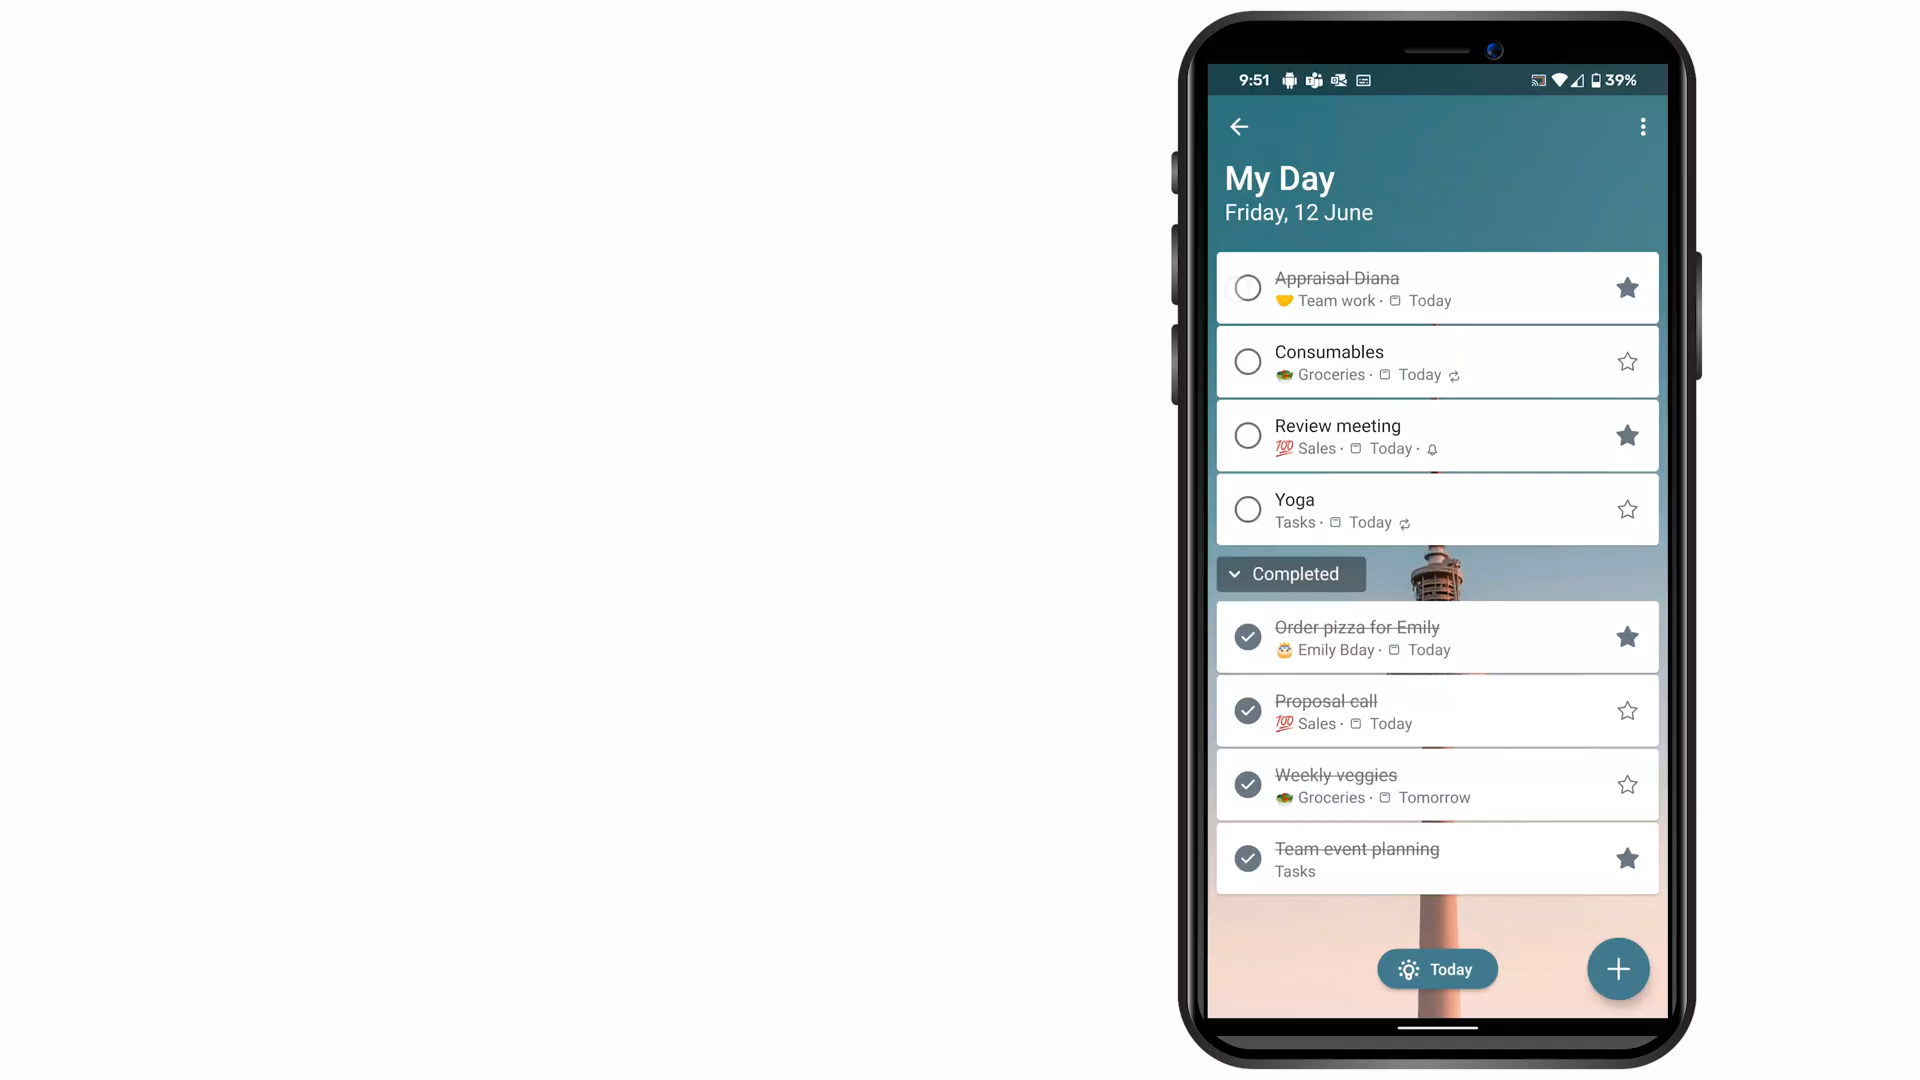 9:51 39%
My Day
Friday, 12 June
Appraisal Diana
🤝 Team work · Today
Consumables
🥗 Groceries · Today
Review meeting
💯 Sales · Today ·
Yoga
Tasks · Today
Completed
Order pizza for Emily
🎂 Emily Bday · Today
Proposal call
💯 Sales · Today
Weekly veggies
🥗 Groceries · Tomorrow
Team event planning
Tasks
Today